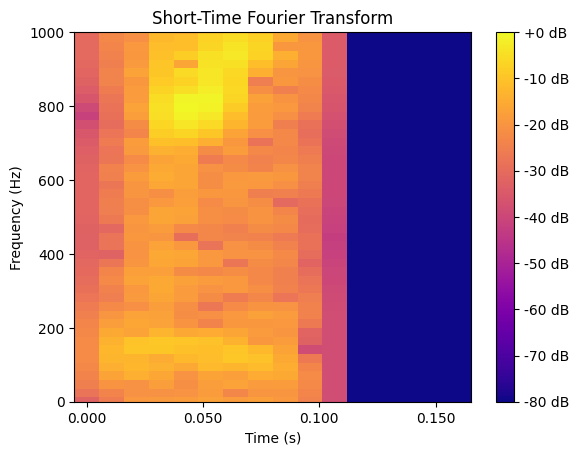 Short-Time Fourier Transform
1000
800
600
400
200
0
Frequency (Hz)
0.000
0.050
0.100
0.150
Time (s)
+0 dB
-10 dB
-20 dB
-30 dB
-40 dB
-50 dB
-60 dB
-70 dB
-80 dB